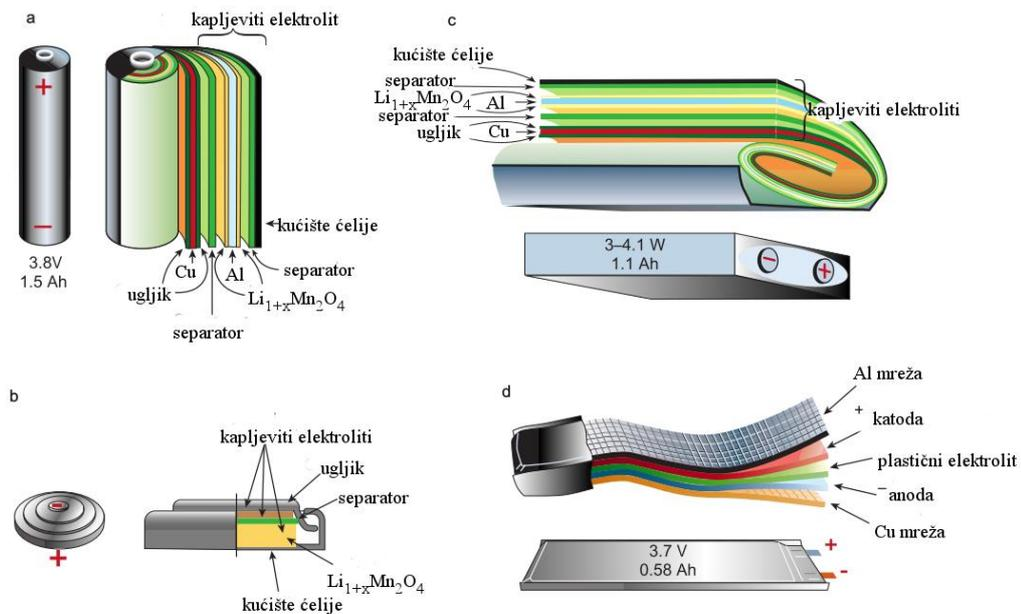 a
kapljeviti elektrolit
+
−
3.8V
1.5 Ah
kućište ćelije
Cu
Al
separator
ugljik
Li1+xMn2O4
separator
c
kućište ćelije
separator
Li1+xMn2O4
Al
separator
ugljik
Cu
kapljeviti elektroliti
3–4.1 W
1.1 Ah
−
+
b
kapljeviti elektroliti
ugljik
separator
−
+
Li1+xMn2O4
kućište ćelije
d
Al mreža
+
katoda
plastični elektrolit
− anoda
Cu mreža
3.7 V
0.58 Ah
+
-